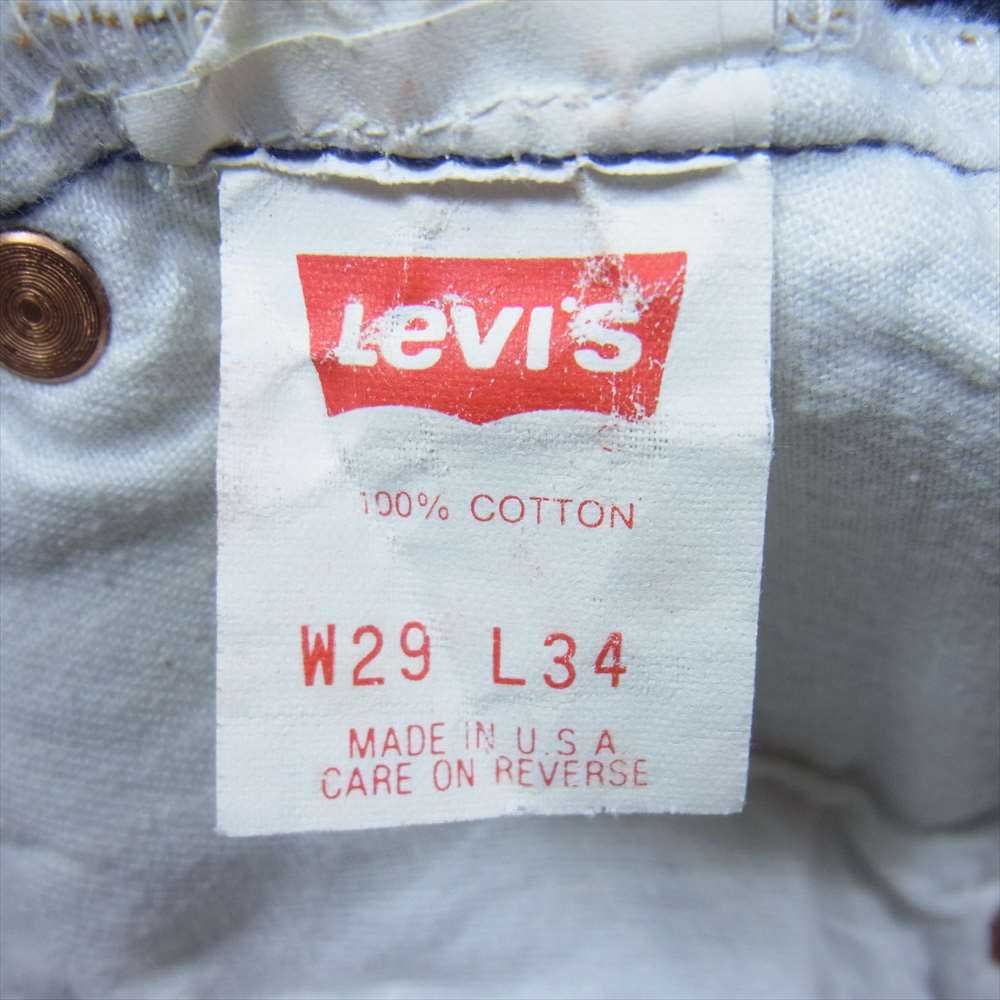 Levi's
100% COTTON
W29 L34
MADE IN U.S.A.
CARE ON REVERSE